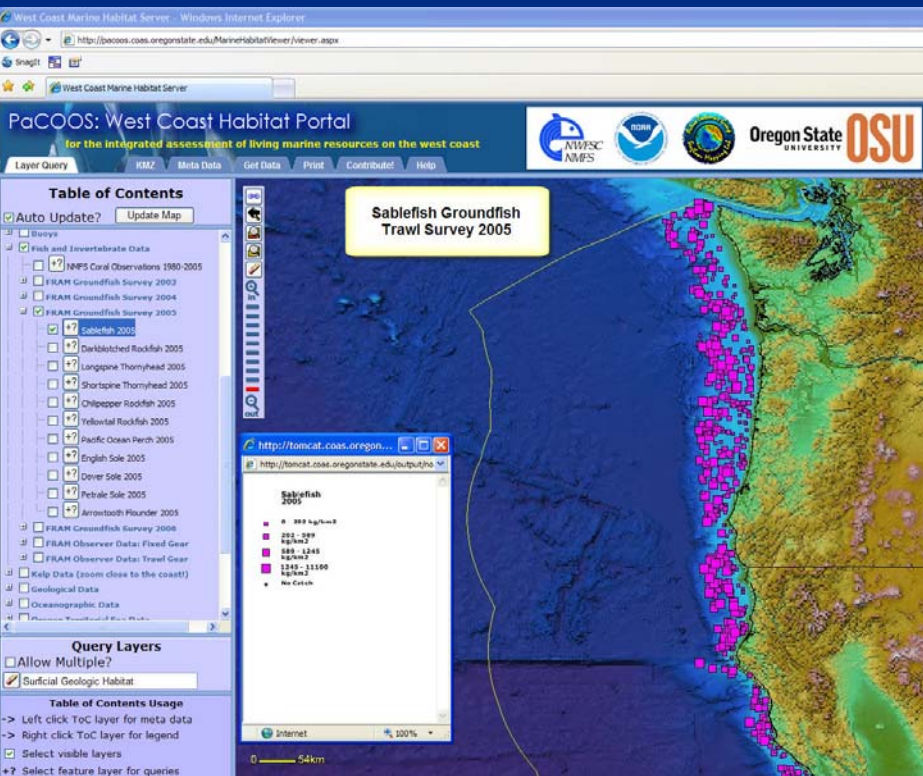 West Coast Marine Habitat Server - Windows Internet Explorer
http://pacoos.coas.oregonstate.edu/MarineHabitatViewer/viewer.aspx
SnagIt
West Coast Marine Habitat Server
PaCOOS: West Coast Habitat Portal
for the integrated assessment of living marine resources on the west coast
Layer Query KMZ Meta Data Get Data Print Contribute! Help
NWFSC
NMFS
NOAA
Oregon State
UNIVERSITY
OSU
Table of Contents
Auto Update? Update Map
Buoys
Fish and Invertebrate Data
+? NMFS Coral Observations 1980-2005
FRAM Groundfish Survey 2003
FRAM Groundfish Survey 2004
FRAM Groundfish Survey 2005
+? Sablefish 2005
+? Darkblotched Rockfish 2005
+? Longspine Thornyhead 2005
+? Shortspine Thornyhead 2005
+? Chilipepper Rockfish 2005
+? Yellowtail Rockfish 2005
+? Pacific Ocean Perch 2005
+? English Sole 2005
+? Dover Sole 2005
+? Petrale Sole 2005
+? Arrowtooth Flounder 2005
FRAM Groundfish Survey 2006
FRAM Observer Data: Fixed Gear
FRAM Observer Data: Trawl Gear
Kelp Data (zoom close to the coast!)
Geological Data
Oceanographic Data
Oregon Territorial Sea Data
Query Layers
Allow Multiple?
Surficial Geologic Habitat
Table of Contents Usage
-> Left click ToC layer for meta data
-> Right click ToC layer for legend
Select visible layers
+? Select feature layer for queries
Sablefish Groundfish
Trawl Survey 2005
in
out
http://tomcat.coas.oregon...
http://tomcat.coas.oregonstate.edu/output/no
Sablefish
2005
0 - 202 kg/km2
202 - 589
kg/km2
589 - 1245
kg/km2
1245 - 11100
kg/km2
No Catch
Internet 100%
0 54km